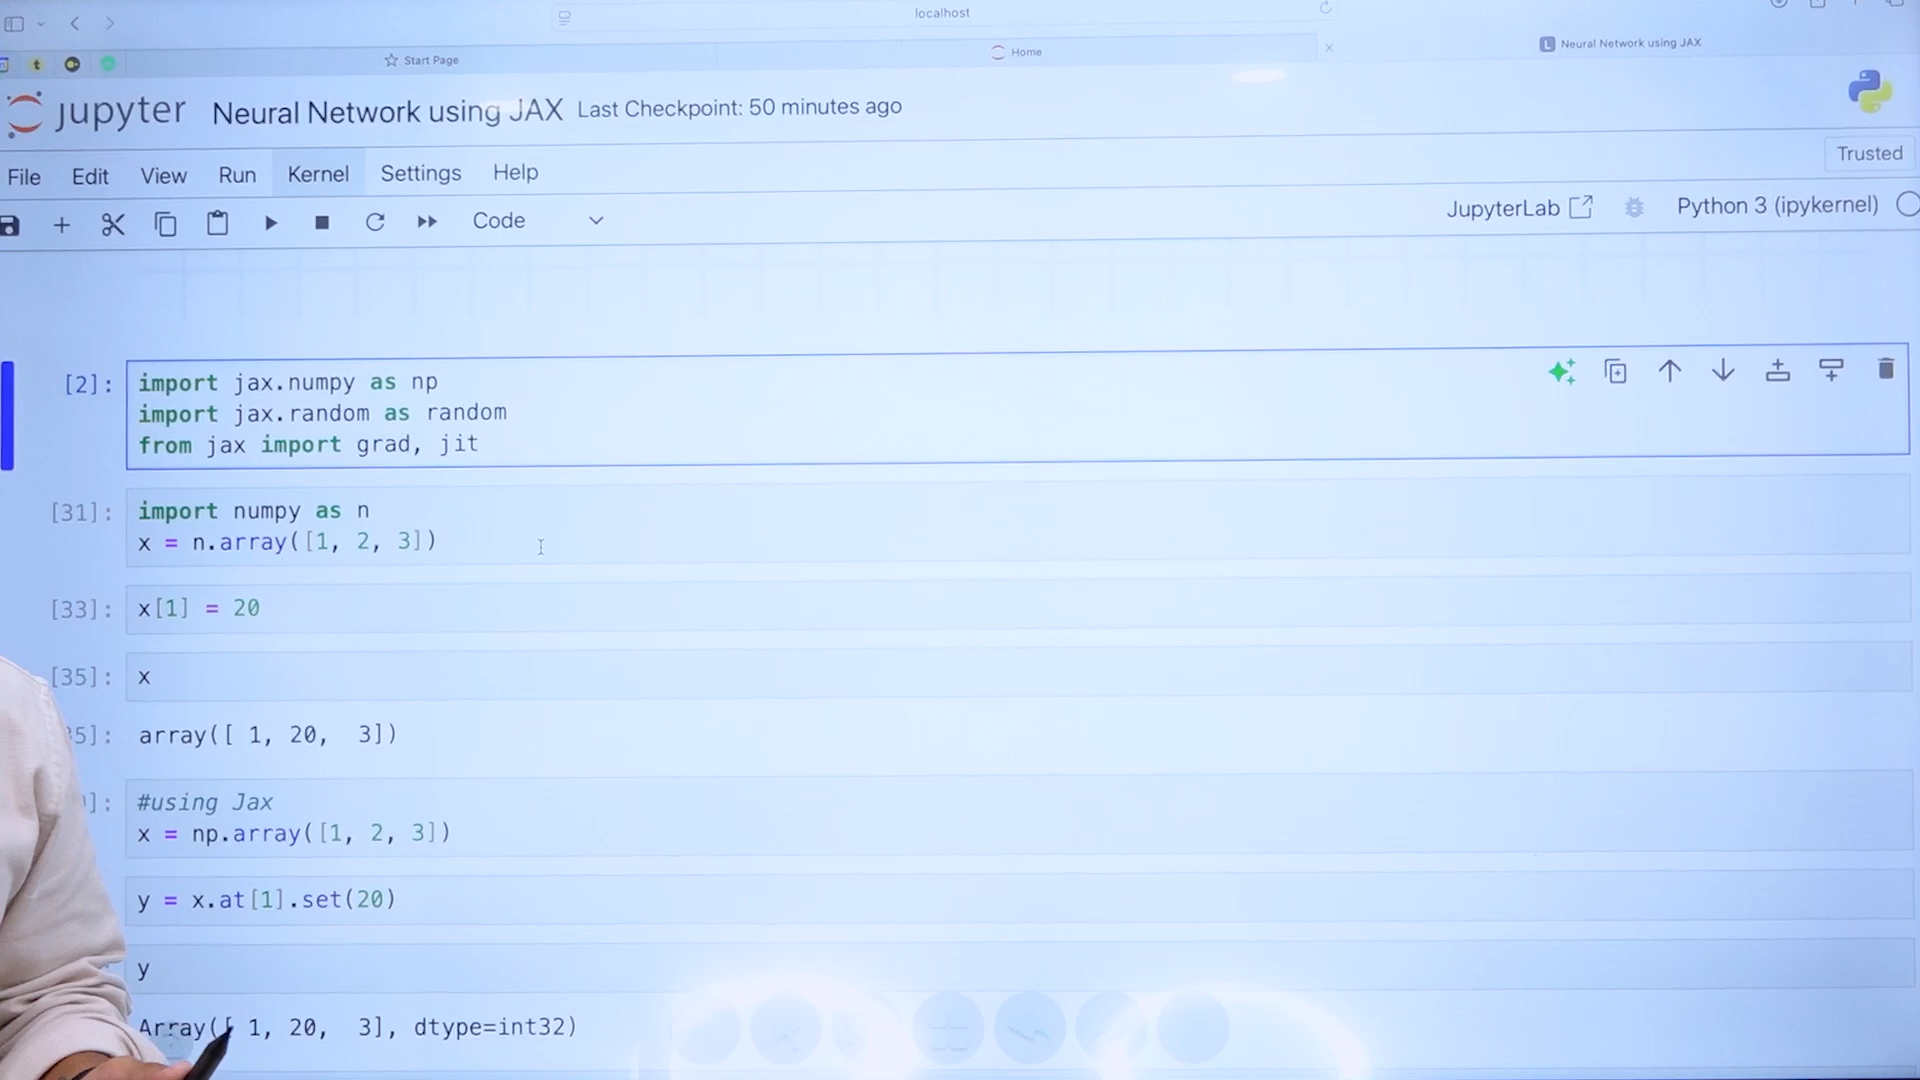 localhost
Start Page
Home
Neural Network using JAX
jupyter Neural Network using JAX Last Checkpoint: 50 minutes ago
Trusted
File Edit View Run Kernel Settings Help
Code
JupyterLab
Python 3 (ipykernel)
[2]:
import jax.numpy as np
import jax.random as random
from jax import grad, jit
[31]:
import numpy as n
x = n.array([1, 2, 3])
[33]: x[1] = 20
[35]: x
5]: array([ 1, 20,  3])
]:
#using Jax
x = np.array([1, 2, 3])
y = x.at[1].set(20)
y
Array([ 1, 20,  3], dtype=int32)